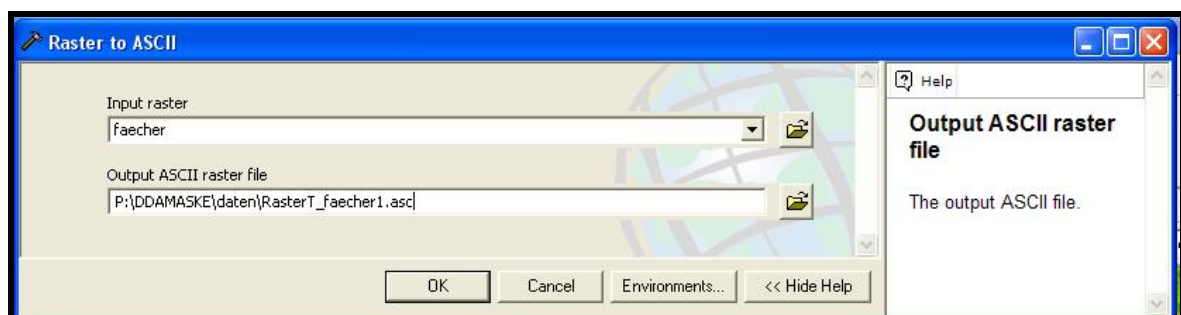 Raster to ASCII
Input raster
faecher
Output ASCII raster file
P:\DDAMASKE\daten\RasterT_faecher1.asc
OK
Cancel
Environments...
<< Hide Help
Help
Output ASCII raster
file
The output ASCII file.